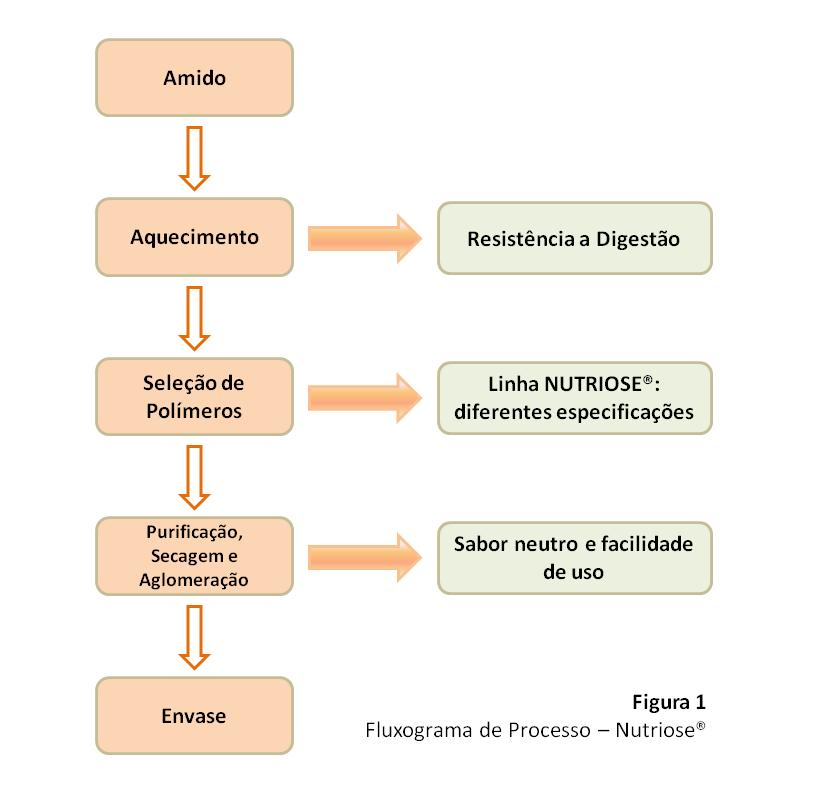 Amido
Aquecimento
Resistência a Digestão
Seleção de
Polímeros
Linha NUTRIOSE®:
diferentes especificações
Purificação,
Secagem e
Aglomeração
Sabor neutro e facilidade
de uso
Envase
Figura 1
Fluxograma de Processo – Nutriose®